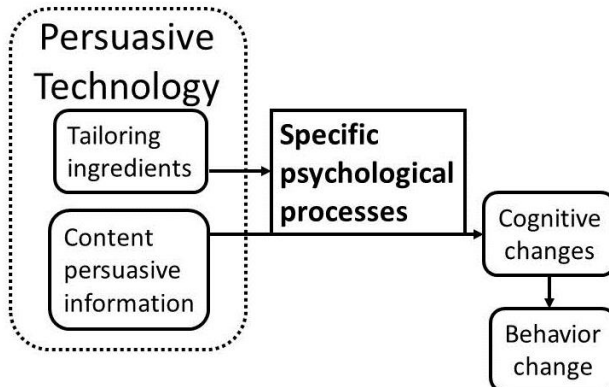 Persuasive
Technology
Tailoring
ingredients
Specific
psychological
processes
Content
persuasive
information
Cognitive
changes
Behavior
change